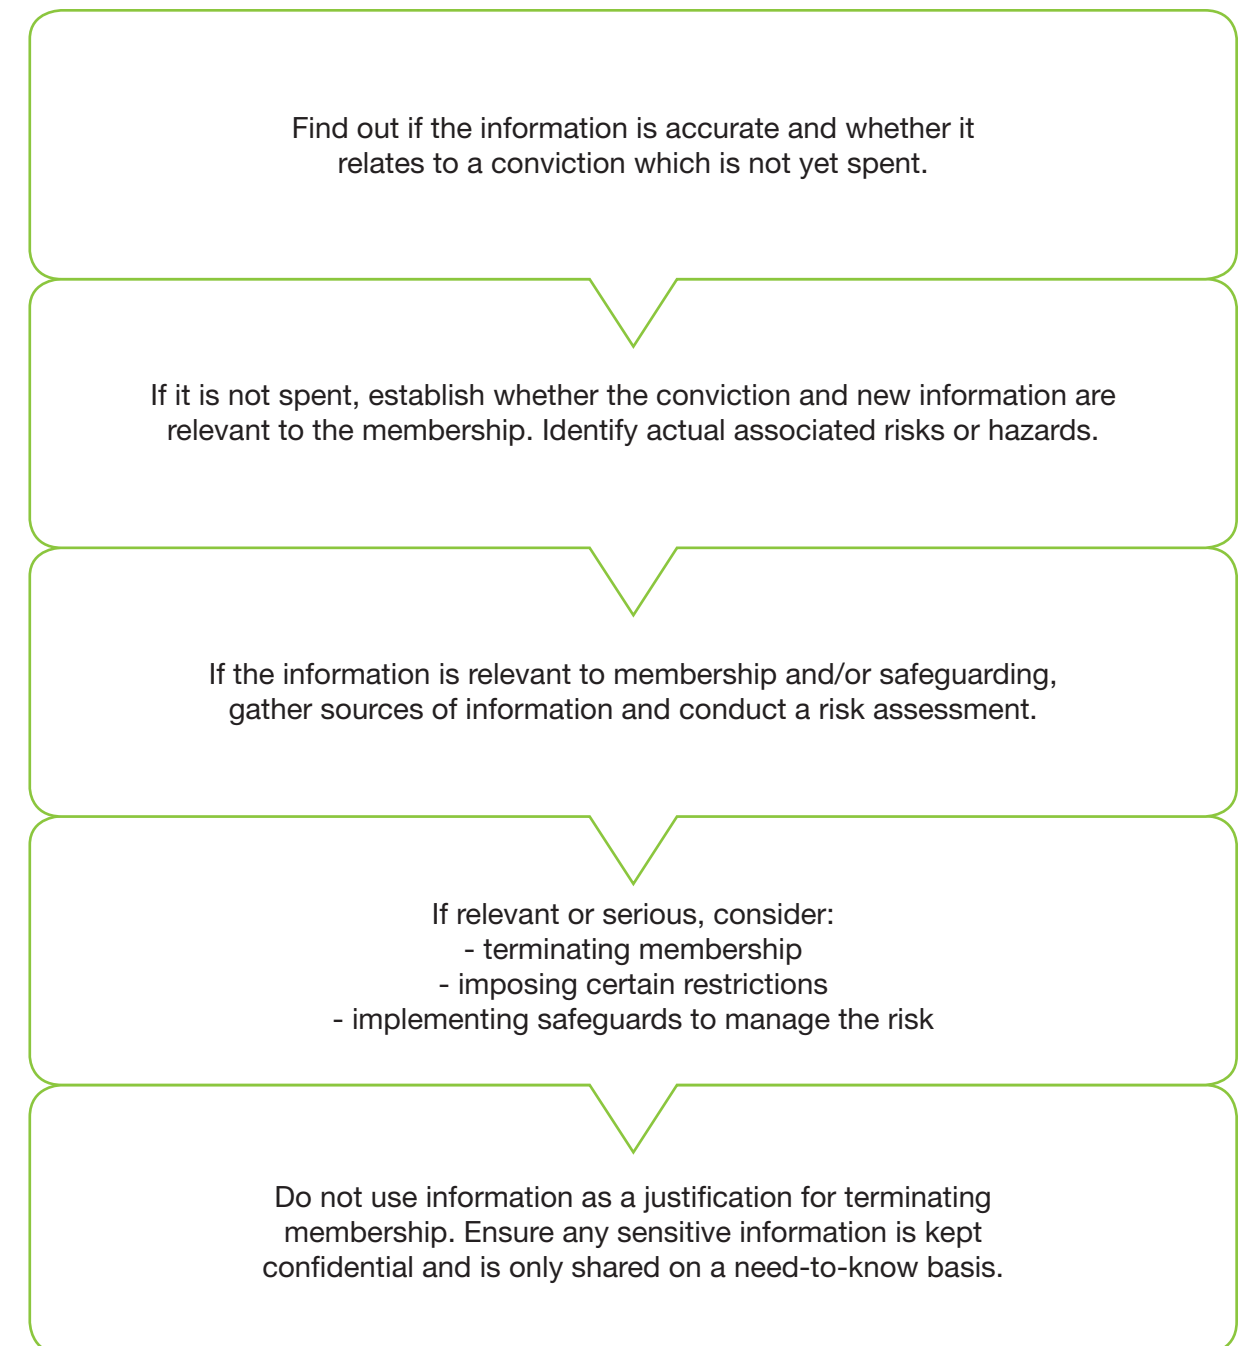 Find out if the information is accurate and whether it
relates to a conviction which is not yet spent.
If it is not spent, establish whether the conviction and new information are
relevant to the membership. Identify actual associated risks or hazards.
If the information is relevant to membership and/or safeguarding,
gather sources of information and conduct a risk assessment.
If relevant or serious, consider:
- terminating membership
- imposing certain restrictions
- implementing safeguards to manage the risk
Do not use information as a justification for terminating
membership. Ensure any sensitive information is kept
confidential and is only shared on a need-to-know basis.